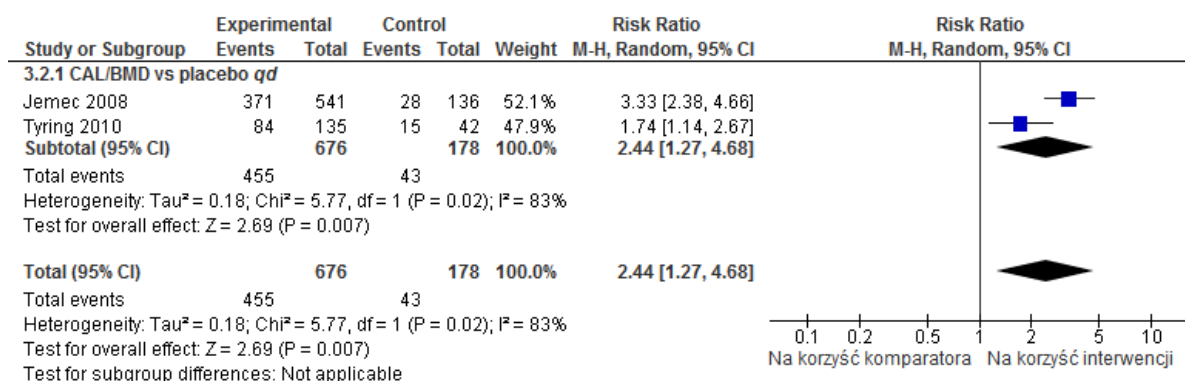 Experimental Control Risk Ratio Risk Ratio
Study or Subgroup Events Total Events Total Weight M-H, Random, 95% CI M-H, Random, 95% CI
3.2.1 CAL/BMD vs placebo qd
Jemec 2008 371 541 28 136 52.1% 3.33 [2.38, 4.66]
Tyring 2010 84 135 15 42 47.9% 1.74 [1.14, 2.67]
Subtotal (95% CI) 676 178 100.0% 2.44 [1.27, 4.68]
Total events 455 43
Heterogeneity: Tau² = 0.18; Chi² = 5.77, df = 1 (P = 0.02); I² = 83%
Test for overall effect: Z = 2.69 (P = 0.007)
Total (95% CI) 676 178 100.0% 2.44 [1.27, 4.68]
Total events 455 43
Heterogeneity: Tau² = 0.18; Chi² = 5.77, df = 1 (P = 0.02); I² = 83%
Test for overall effect: Z = 2.69 (P = 0.007)
Test for subgroup differences: Not applicable
0.1 0.2 0.5 1 2 5 10
Na korzyść komparatora Na korzyść interwencji